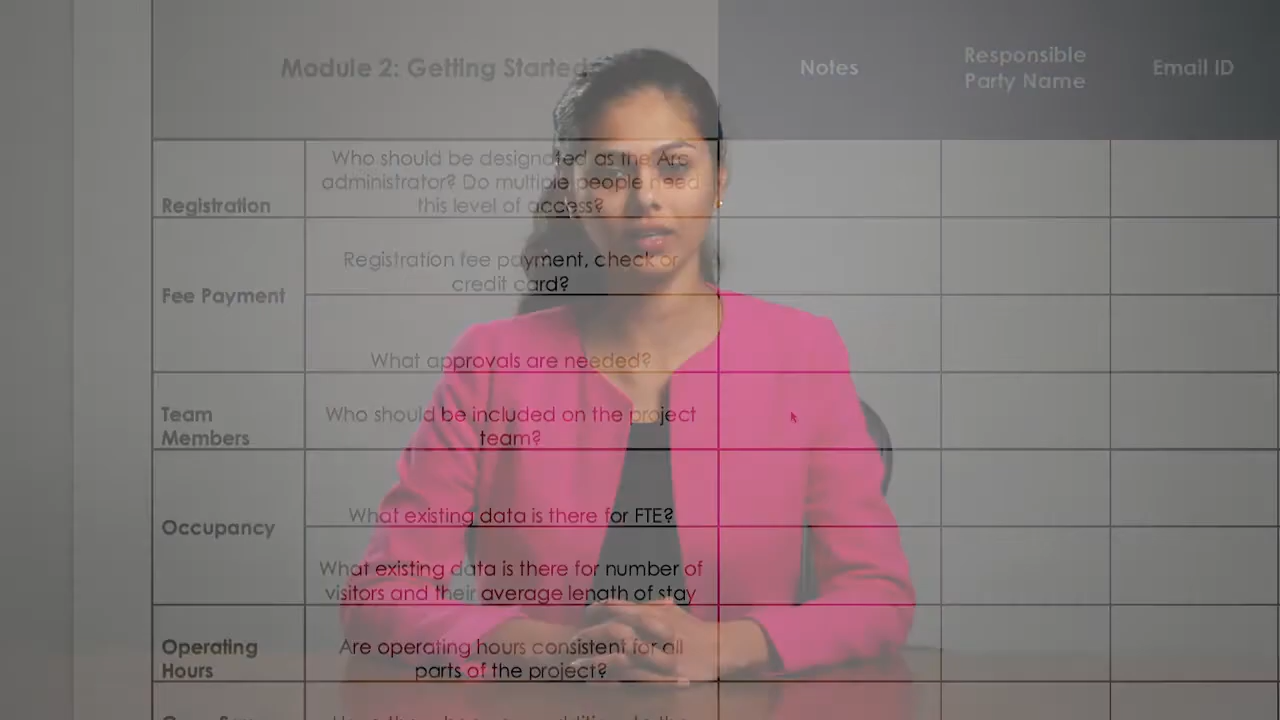 Module 2: Getting Started
Notes
Responsible
Party Name
Email ID
Registration
Who should be designated as the Arc
administrator? Do multiple people need
this level of access?
Fee Payment
Registration fee payment, check or
credit card?
What approvals are needed?
Team
Members
Who should be included on the project
team?
Occupancy
What existing data is there for FTE?
What existing data is there for number of
visitors and their average length of stay
Operating
Hours
Are operating hours consistent for all
parts of the project?